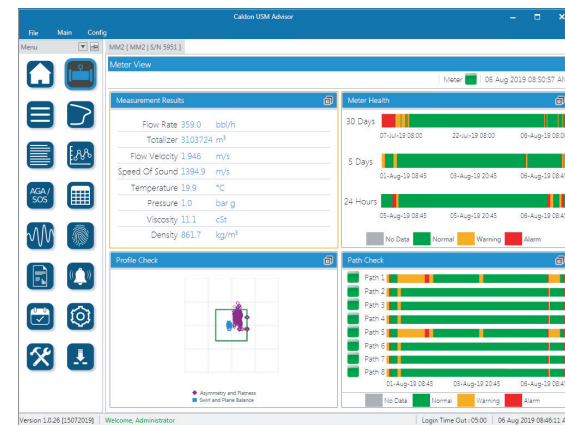 Caldon USM Advisor
File Main Config
Menu
MM2 [ MM2 | S/N 5951 ]
Meter View
Meter 06 Aug 2019 08:50:57 AM
Measurement Results
Flow Rate 359.0 bbl/h
Totalizer 3103724 m³
Flow Velocity 1.946 m/s
Speed Of Sound 1394.9 m/s
Temperature 19.9 °C
Pressure 1.0 bar g
Viscosity 11.1 cSt
Density 861.7 kg/m³
Meter Health
30 Days
07-Jul-19 08:00 22-Jul-19 08:00 06-Aug-19 08:00
5 Days
01-Aug-19 08:45 03-Aug-19 20:45 06-Aug-19 08:45
24 Hours
05-Aug-19 08:45 05-Aug-19 20:45 06-Aug-19 08:45
No Data Normal Warning Alarm
AGA/
SOS
Profile Check
Asymmetry and Flatness
Swirl and Plane Balance
Path Check
Path 1
Path 2
Path 3
Path 4
Path 5
Path 6
Path 7
Path 8
01-Aug-19 08:45 03-Aug-19 20:45 06-Aug-19 08:45
No Data Normal Warning Alarm
Version 1.0.26 [15072019] Welcome, Administrator Login Time Out : 05:00 06 Aug 2019 08:46:11 A